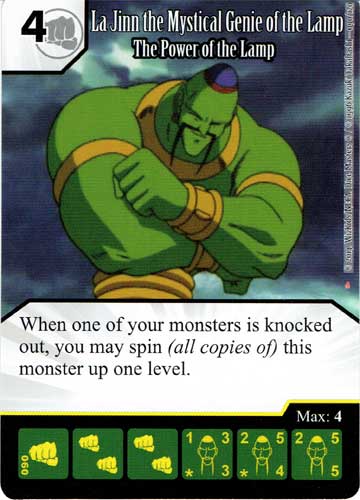 4
La Jinn the Mystical Genie of the Lamp
The Power of the Lamp
When one of your monsters is knocked
out, you may spin (all copies of) this
monster up one level.
Max: 4
090
1 3
* 3
2 5
* 4
2 5
5